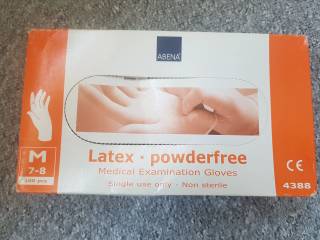 ABENA
M
7-8
100 pcs
Latex · powderfree
Medical Examination Gloves
Single use only · Non sterile
CE
4388